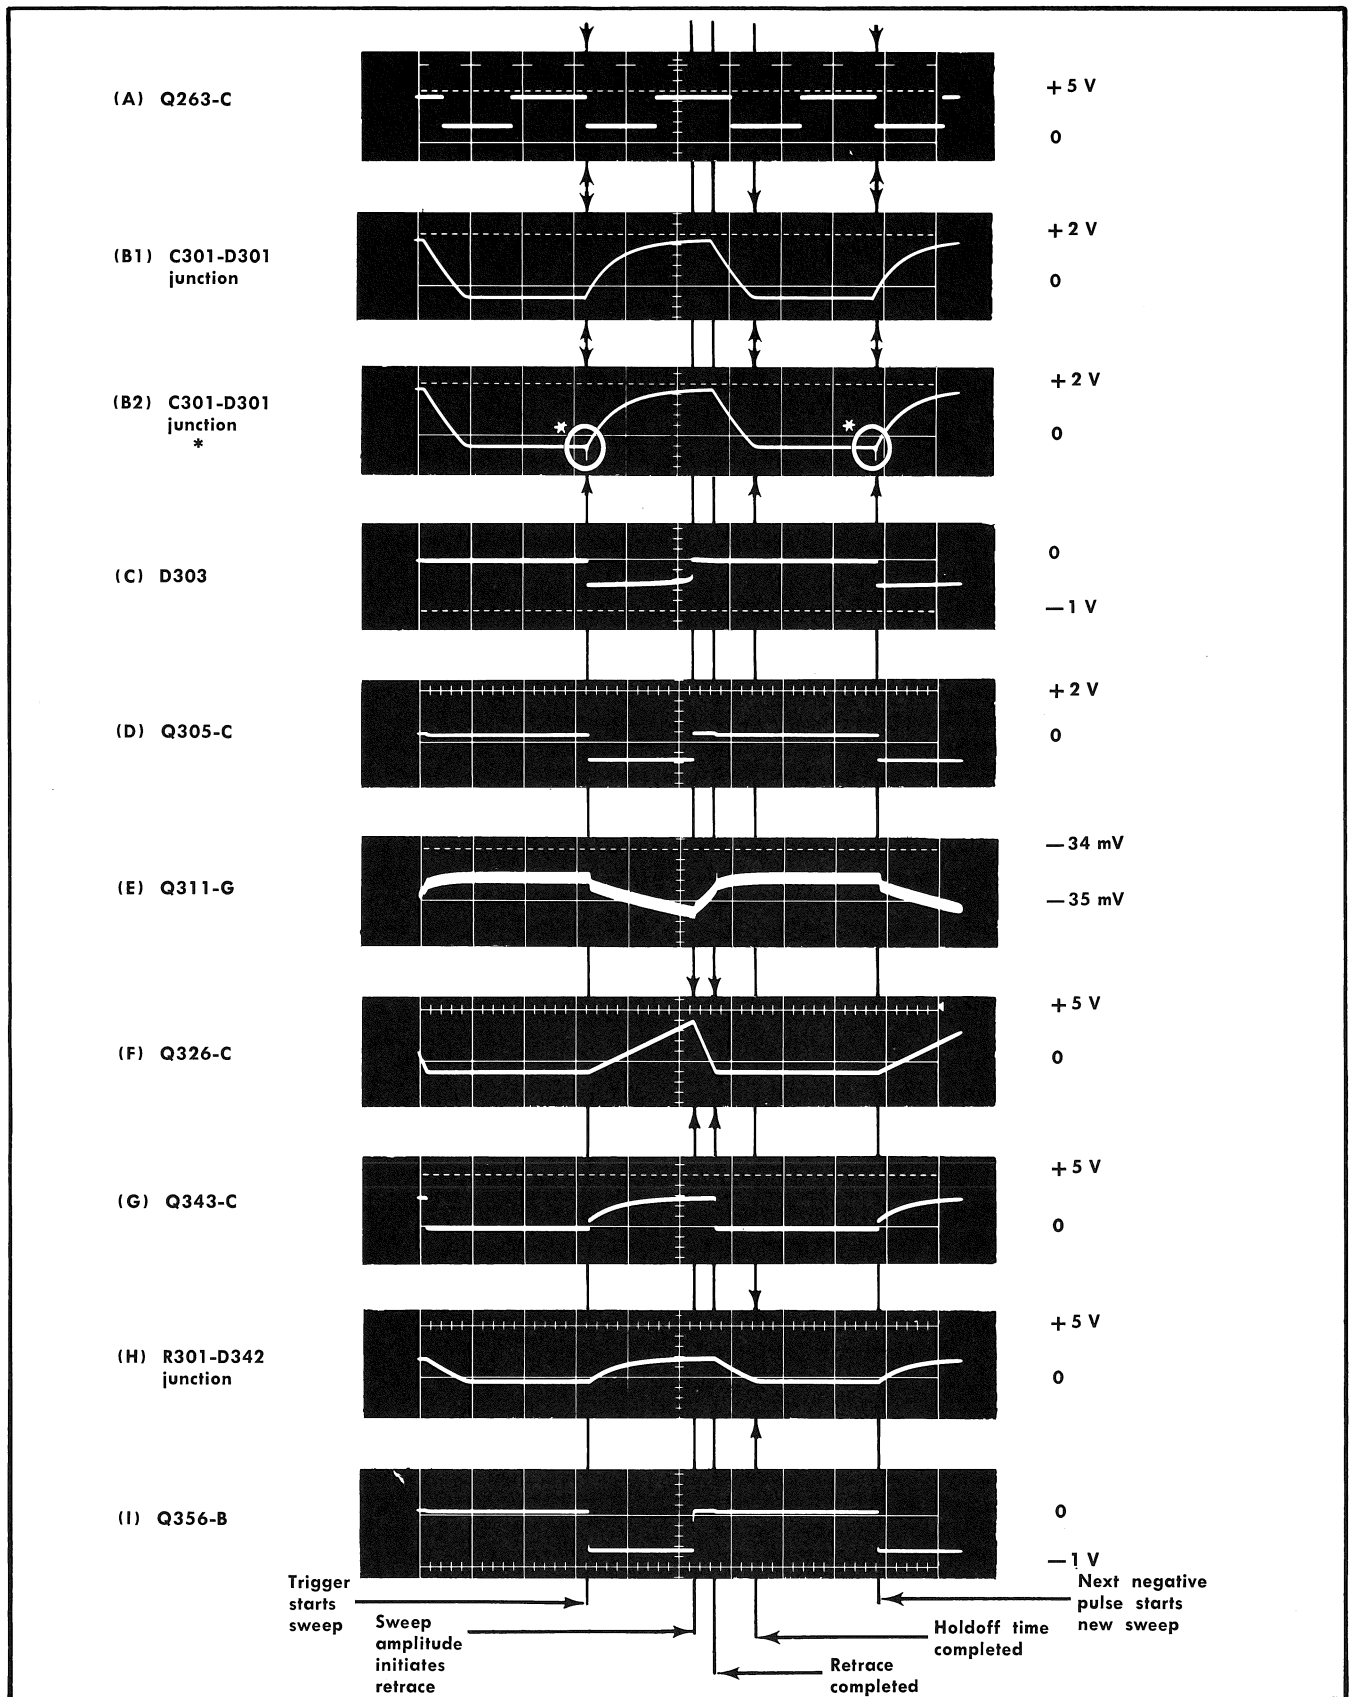 (A) Q263-C
+5 V
0
(B1) C301-D301
junction
+2 V
0
(B2) C301-D301
junction
*
* *
+2 V
0
(C) D303
0
—1 V
(D) Q305-C
+2 V
0
(E) Q311-G
—34 mV
—35 mV
(F) Q326-C
+5 V
0
(G) Q343-C
+5 V
0
(H) R301-D342
junction
+5 V
0
(I) Q356-B
0
—1 V
Trigger
starts
sweep
Sweep
amplitude
initiates
retrace
Retrace
completed
Holdoff time
completed
Next negative
pulse starts
new sweep